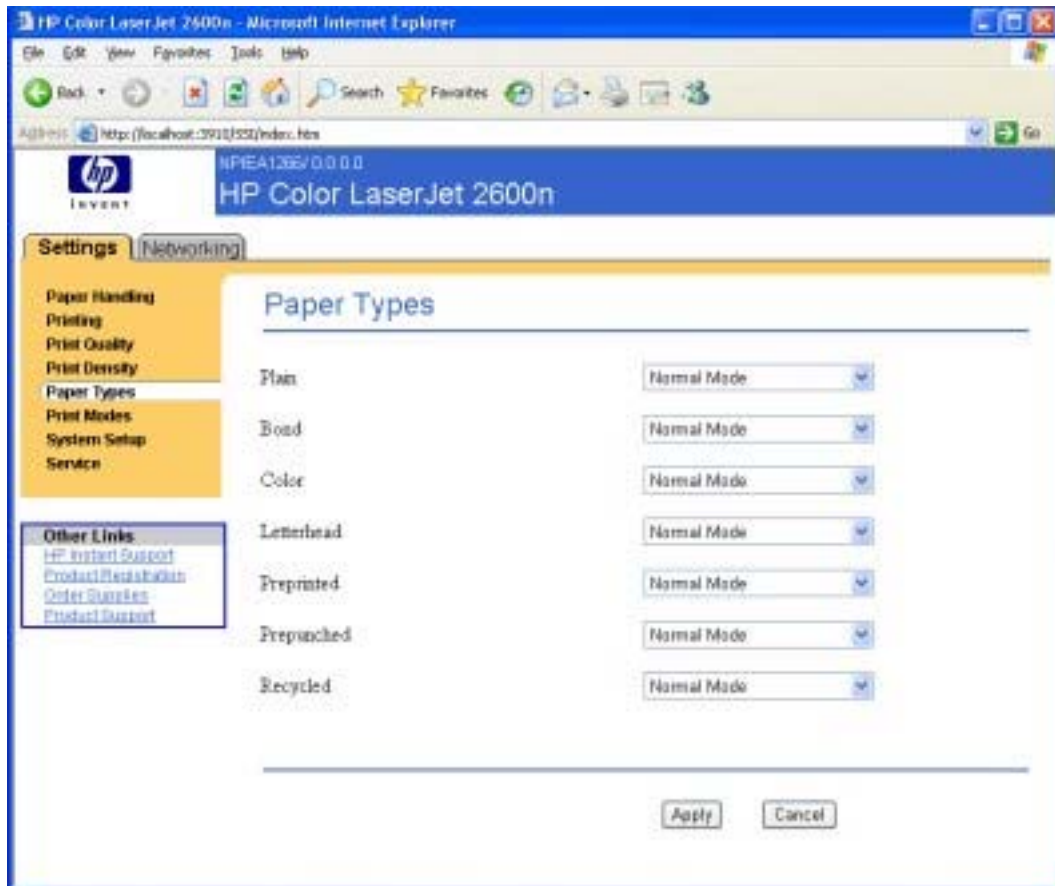 HP Color LaserJet 2600n - Microsoft Internet Explorer
File Edit View Favorites Tools Help
Back Search Favorites
Address http://localhost:3910/SSI/index.htm Go
hp
invent
NPIEA1266/ 0.0.0.0
HP Color LaserJet 2600n
Settings Networking
Paper Handling
Printing
Print Quality
Print Density
Paper Types
Print Modes
System Setup
Service
Other Links
HP Instant Support
Product Registration
Order Supplies
Product Support
Paper Types
Plain Normal Mode
Bond Normal Mode
Color Normal Mode
Letterhead Normal Mode
Preprinted Normal Mode
Prepunched Normal Mode
Recycled Normal Mode
Apply Cancel